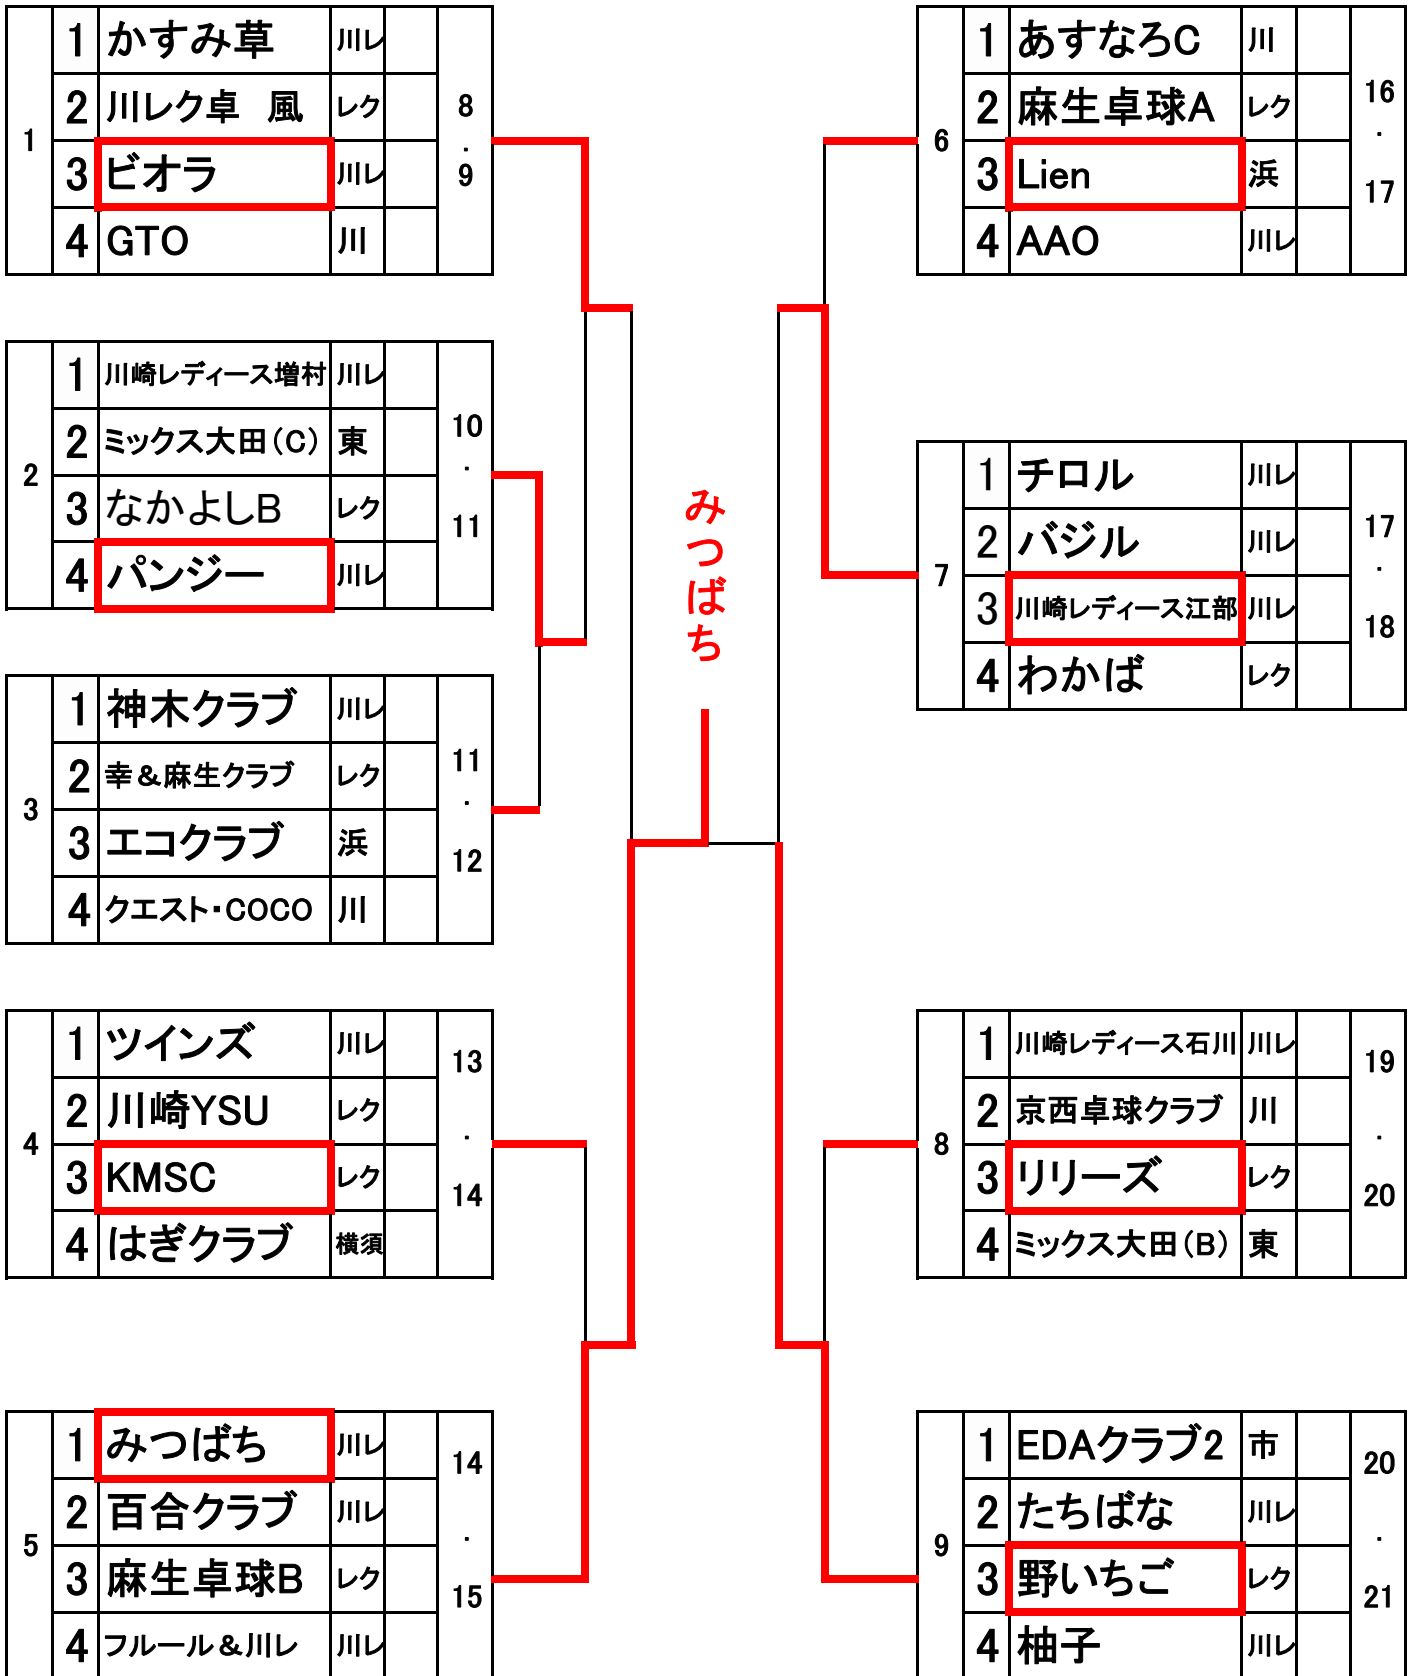 1
1 かすみ草 川レ
2 川レク卓　風 レク
3 ビオラ 川レ
4 GTO 川
8
・
9
2
1 川崎レディース増村 川レ
2 ミックス大田(C) 東
3 なかよしB レク
4 パンジー 川レ
10
・
11
3
1 神木クラブ 川レ
2 幸＆麻生クラブ レク
3 エコクラブ 浜
4 クエスト・COCO 川
11
・
12
4
1 ツインズ 川レ
2 川崎YSU レク
3 KMSC レク
4 はぎクラブ 横須
13
・
14
5
1 みつばち 川レ
2 百合クラブ 川レ
3 麻生卓球B レク
4 フルール＆川レ 川レ
14
・
15
みつばち
6
1 あすなろC 川
2 麻生卓球A レク
3 Lien 浜
4 AAO 川レ
16
・
17
7
1 チロル 川レ
2 バジル 川レ
3 川崎レディース江部 川レ
4 わかば レク
17
・
18
8
1 川崎レディース石川 川レ
2 京西卓球クラブ 川
3 リリーズ レク
4 ミックス大田(B) 東
19
・
20
9
1 EDAクラブ2 市
2 たちばな 川レ
3 野いちご レク
4 柚子 川レ
20
・
21